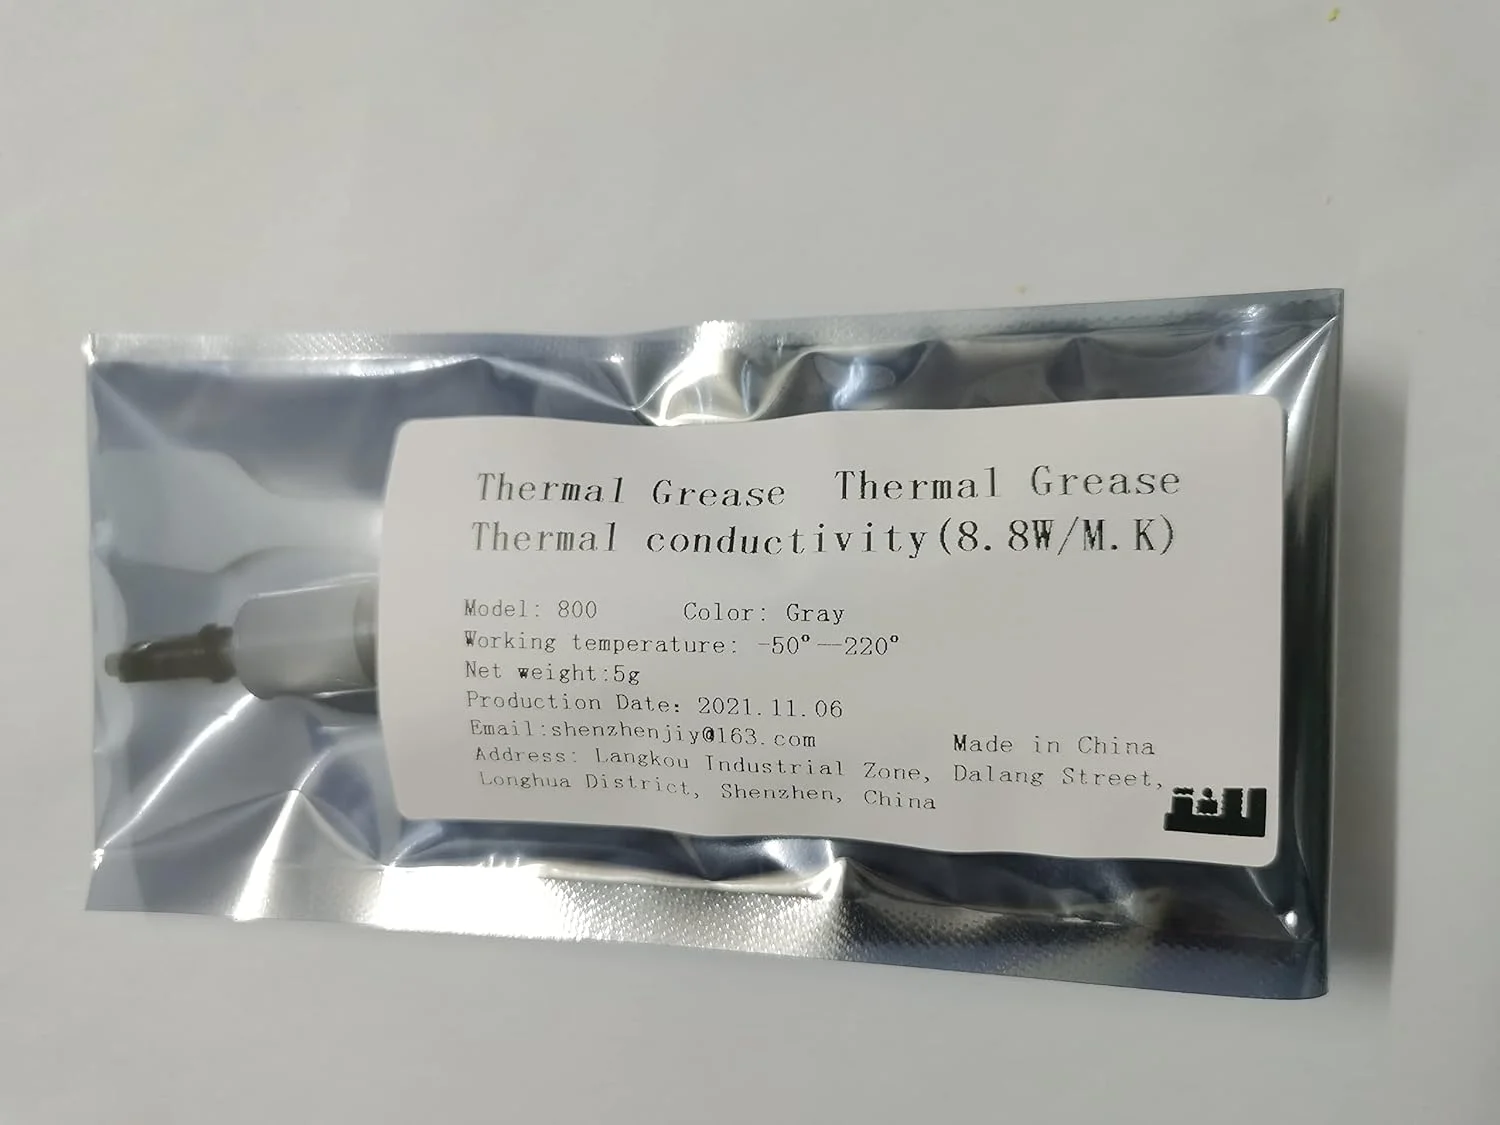 Thermal Grease Thermal Grease
Thermal conductivity(8.8W/M.K)
Model: 800 Color: Gray
Working temperature: -50°—220°
Net weight:5g
Production Date: 2021.11.06
Email:shenzhenjiy@163.com Made in China
Address: Langkou Industrial Zone, Dalang Street,
Longhua District, Shenzhen, China